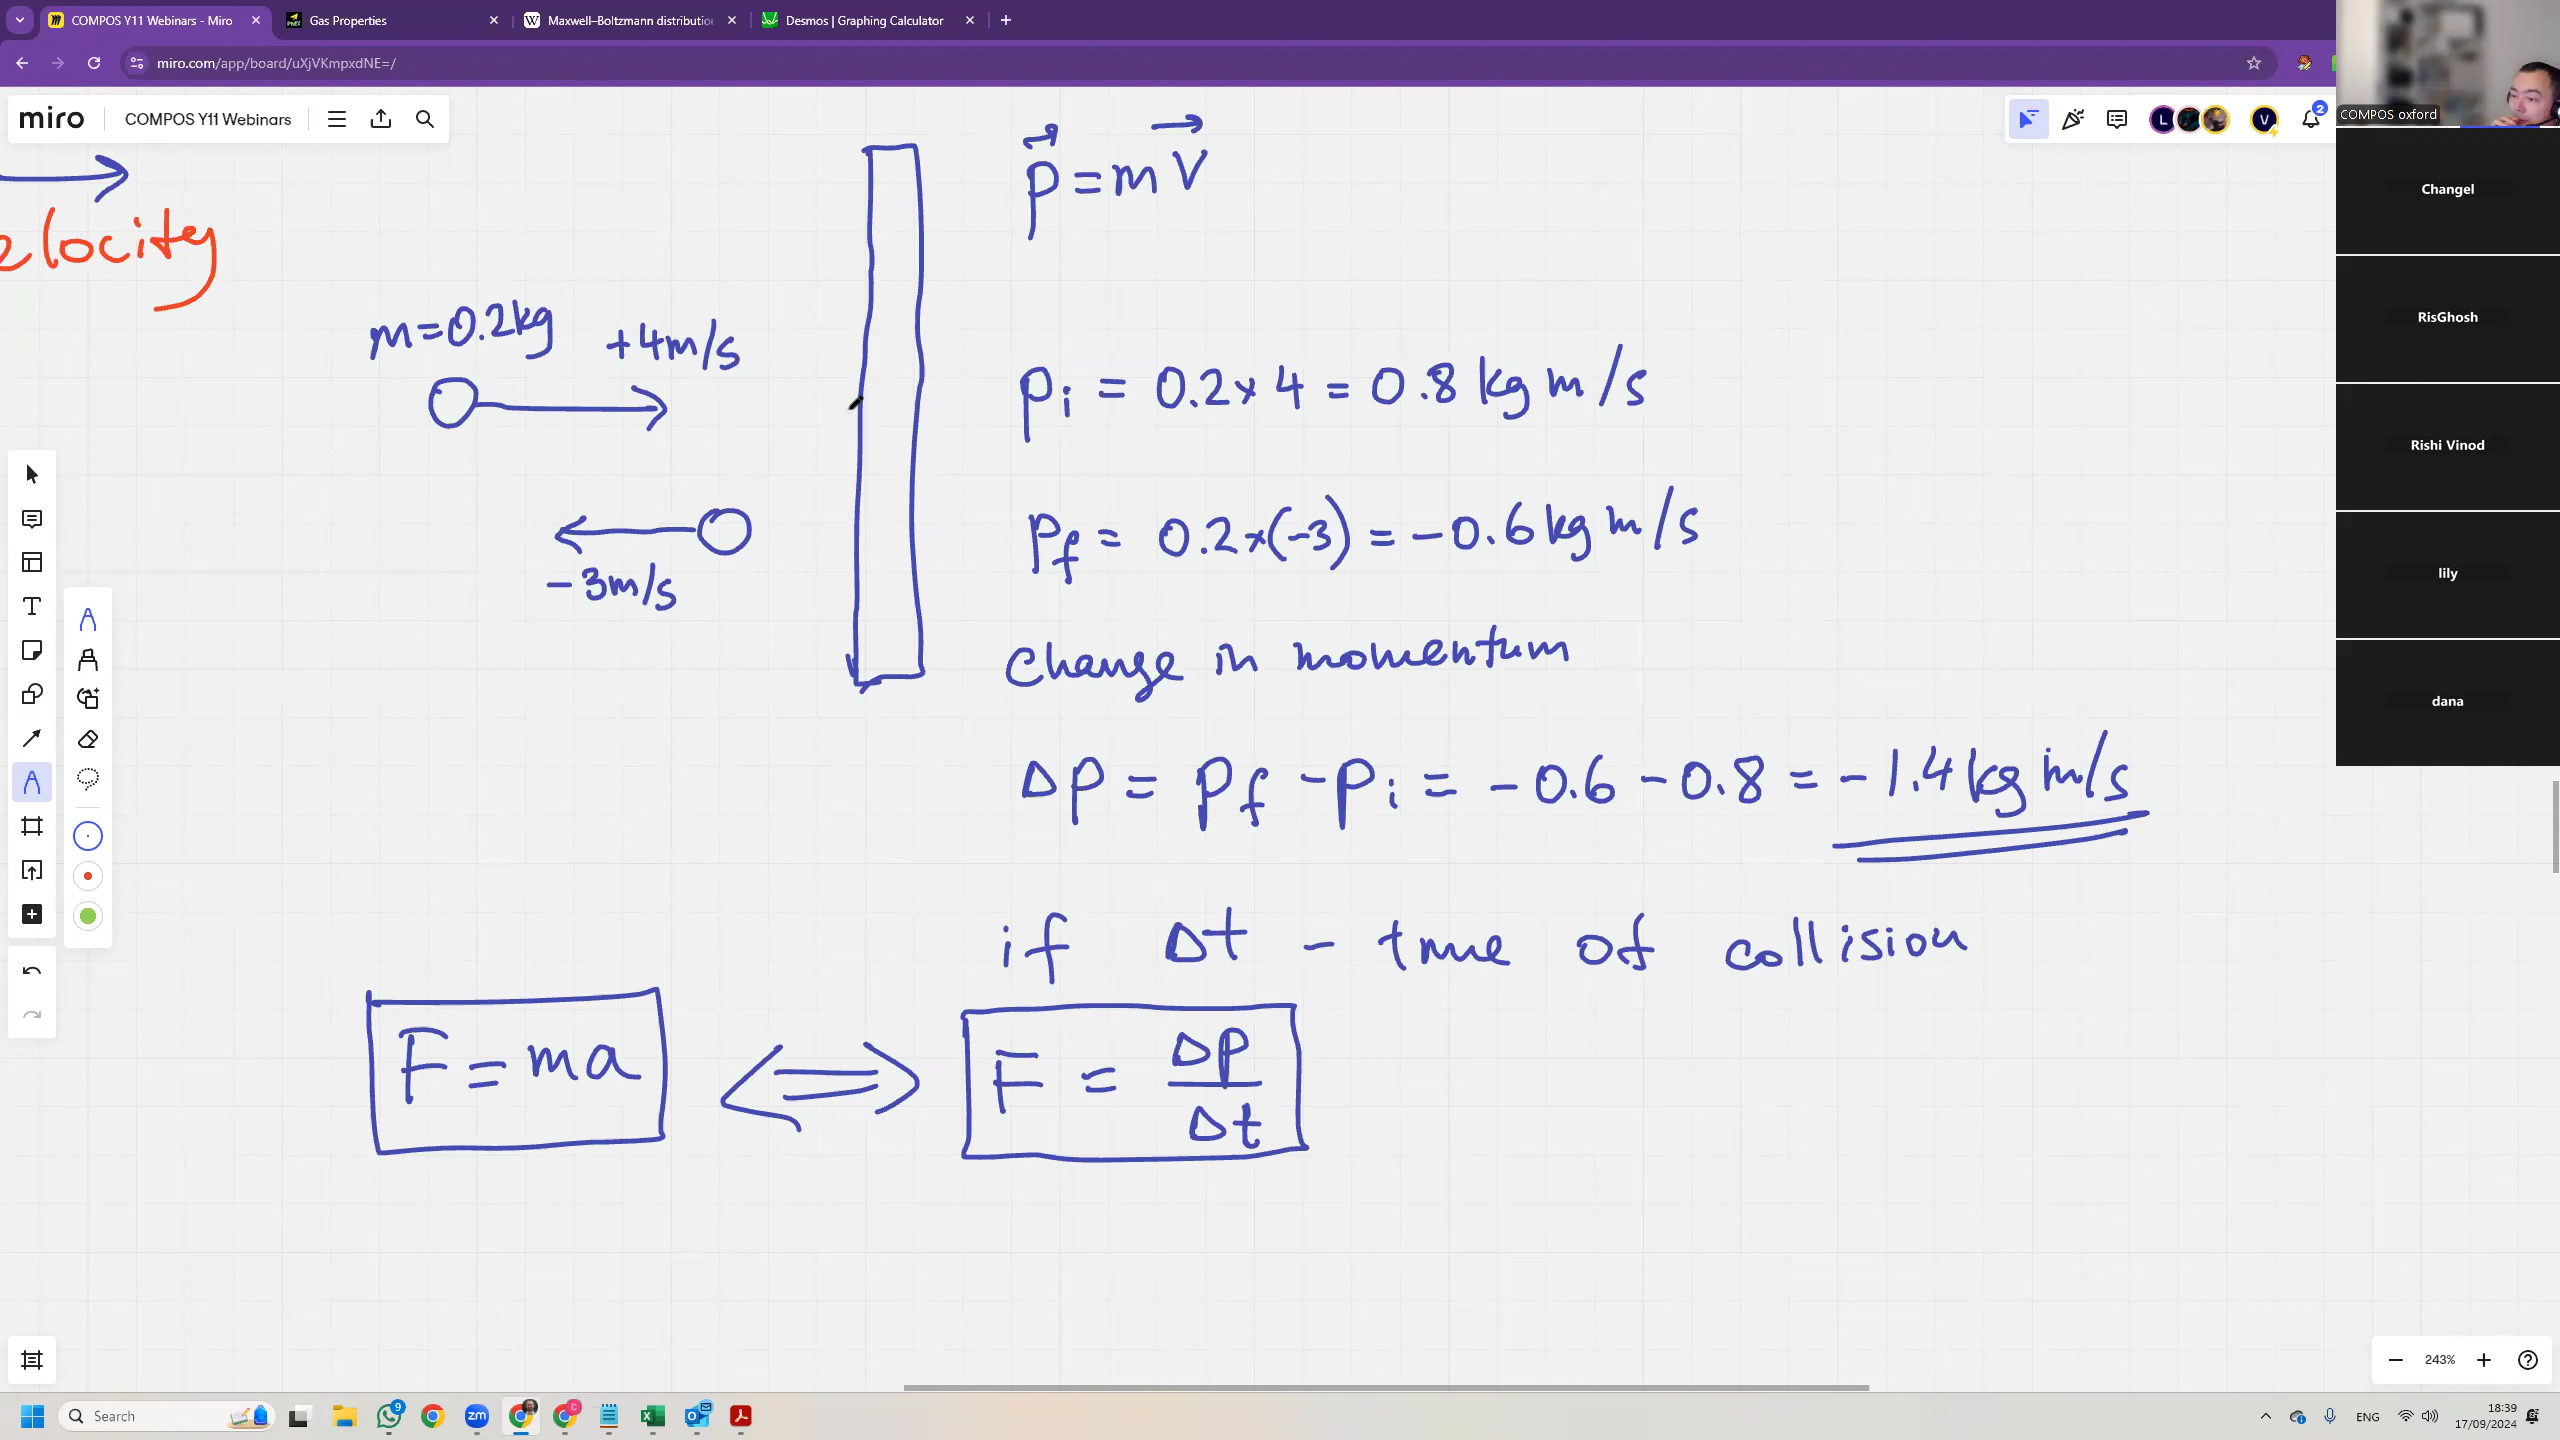 COMPOS Y11 Webinars - Miro
Gas Properties
Maxwell–Boltzmann distributio
Desmos | Graphing Calculator
miro.com/app/board/uXjVKmpxdNE=/
miro
COMPOS Y11 Webinars
L
V
2
COMPOS oxford
Changel
RisGhosh
Rishi Vinod
lily
dana
elocity
m=0.2kg
+4m/s
-3m/s
p = m V
pi = 0.2 × 4 = 0.8 kg m/s
pf = 0.2×(-3) = -0.6 kg m/s
Change in momentum
Δp = pf - pi = -0.6 - 0.8 = -1.4 kg m/s
if Δt - time of collision
F = ma <=> F = Δp/Δt
243%
Search
9
zm
ENG
18:39
17/09/2024